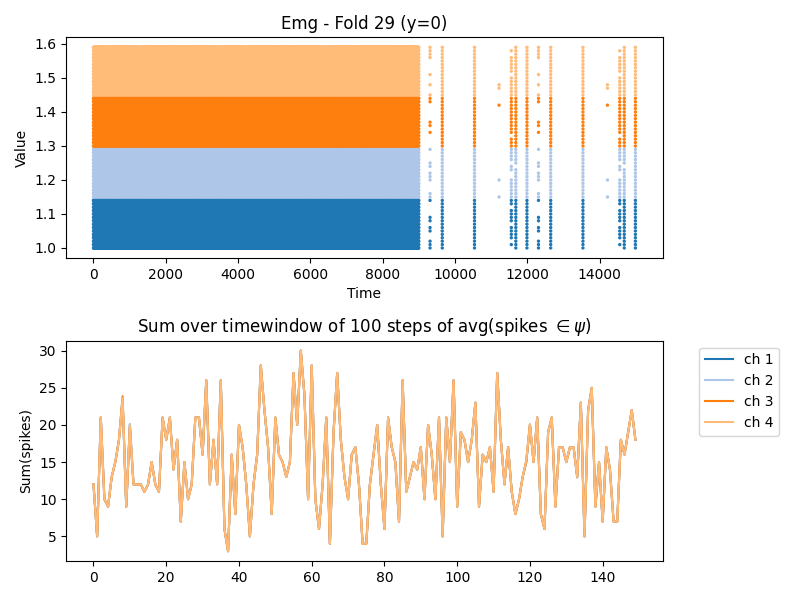 Emg - Fold 29 (y=0)
1.6
1.5
1.4
1.3
1.2
1.1
1.0
Value
0 2000 4000 6000 8000 10000 12000 14000
Time
Sum over timewindow of 100 steps of avg(spikes ∈ψ)
30
25
20
15
10
5
Sum(spikes)
0 20 40 60 80 100 120 140
ch 1
ch 2
ch 3
ch 4